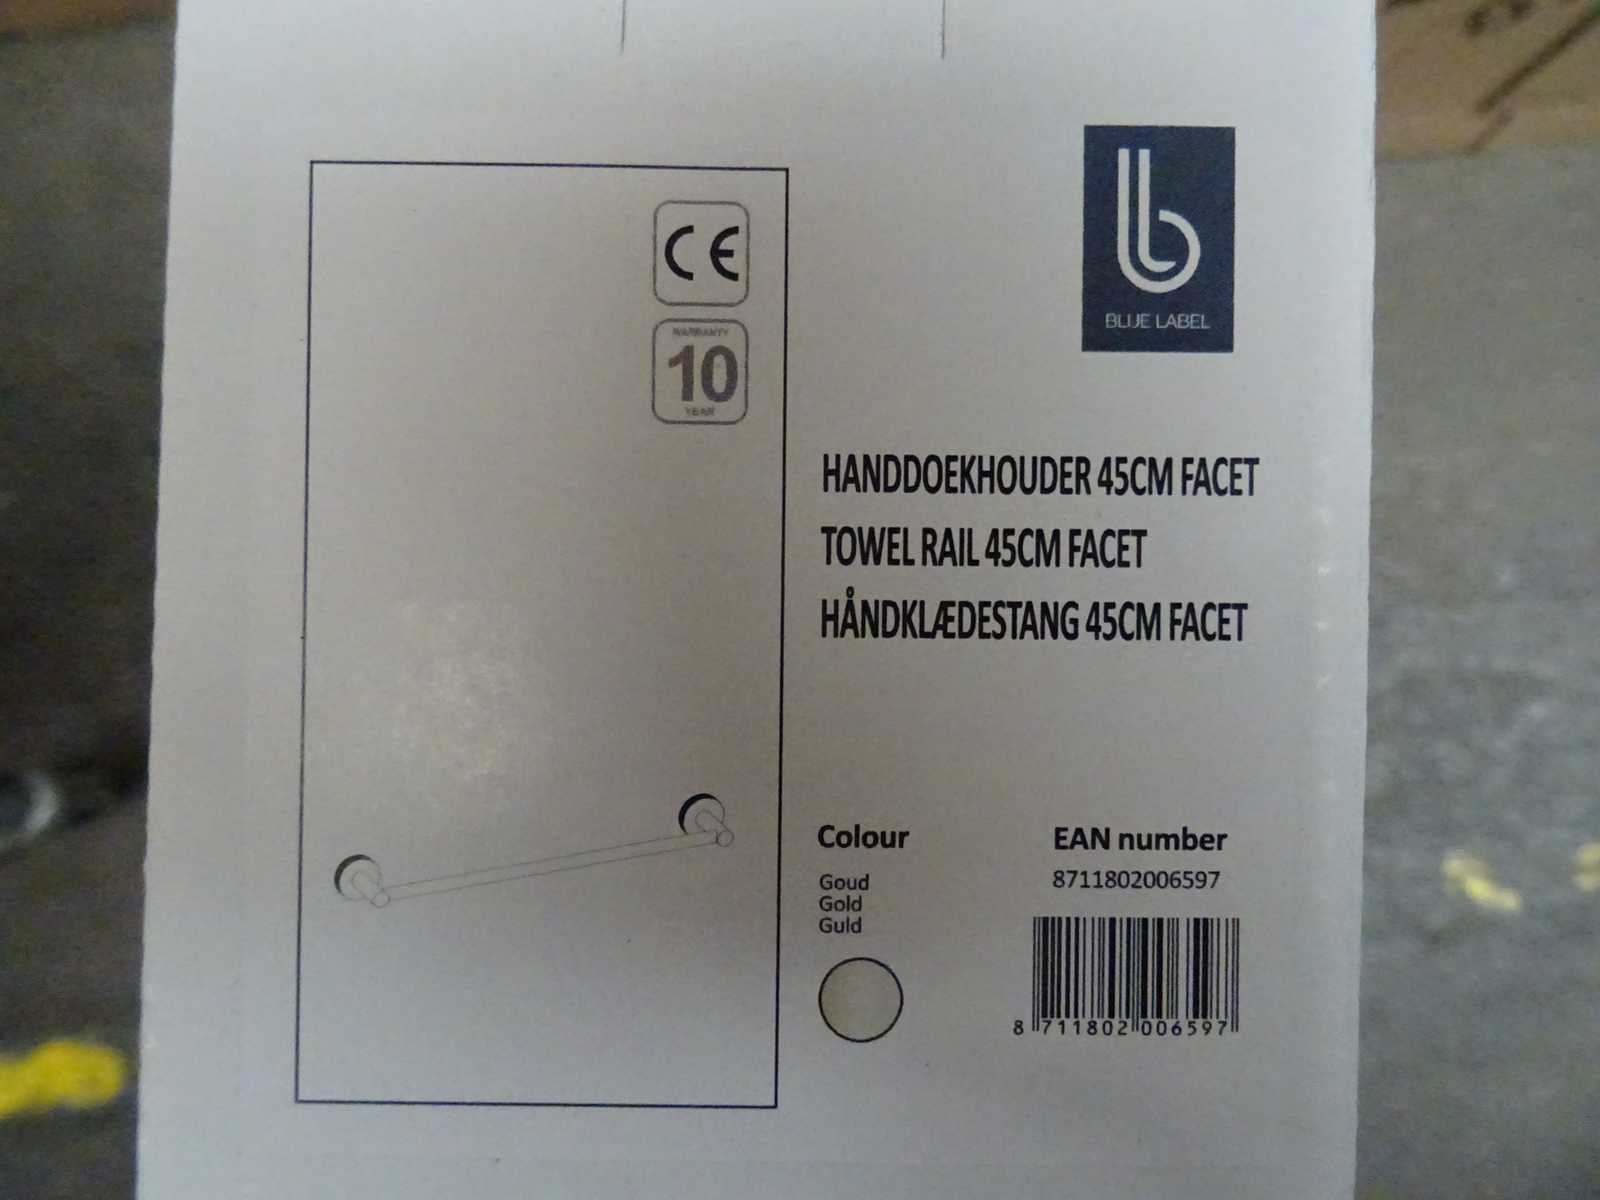 CE
WARRANTY
10
YEAR
BLUE LABEL
HANDDOEKHOUDER 45CM FACET
TOWEL RAIL 45CM FACET
HÅNDKLÆDESTANG 45CM FACET
Colour
Goud
Gold
Guld
EAN number
8711802006597
8 711802 006597